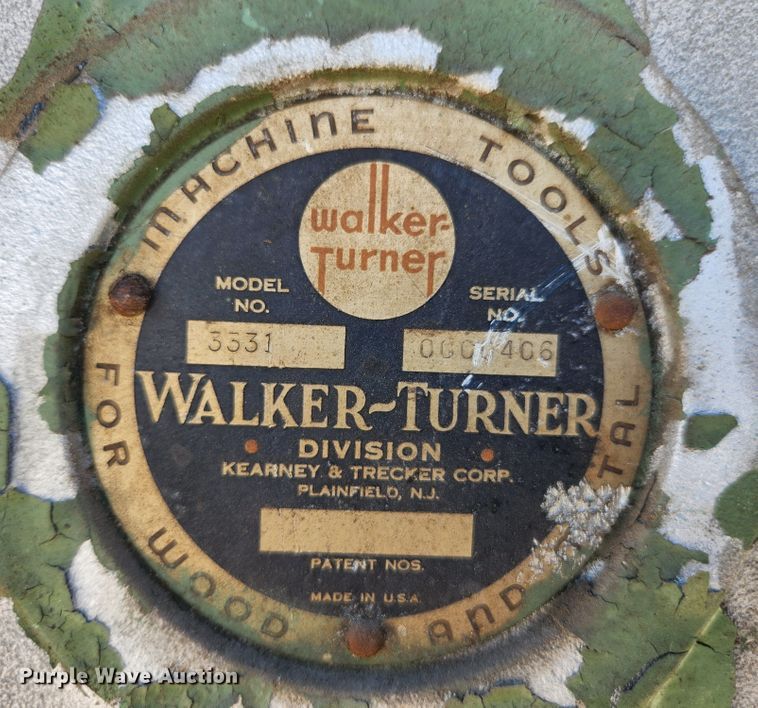 MACHINE TOOLS
FOR WOOD AND
walker-
Turner
MODEL NO.
SERIAL NO.
3331
WALKER~TURNER
DIVISION
KEARNEY & TRECKER CORP.
PLAINFIELD, N.J.
PATENT NOS.
MADE IN U.S.A.
Purple Wave Auction